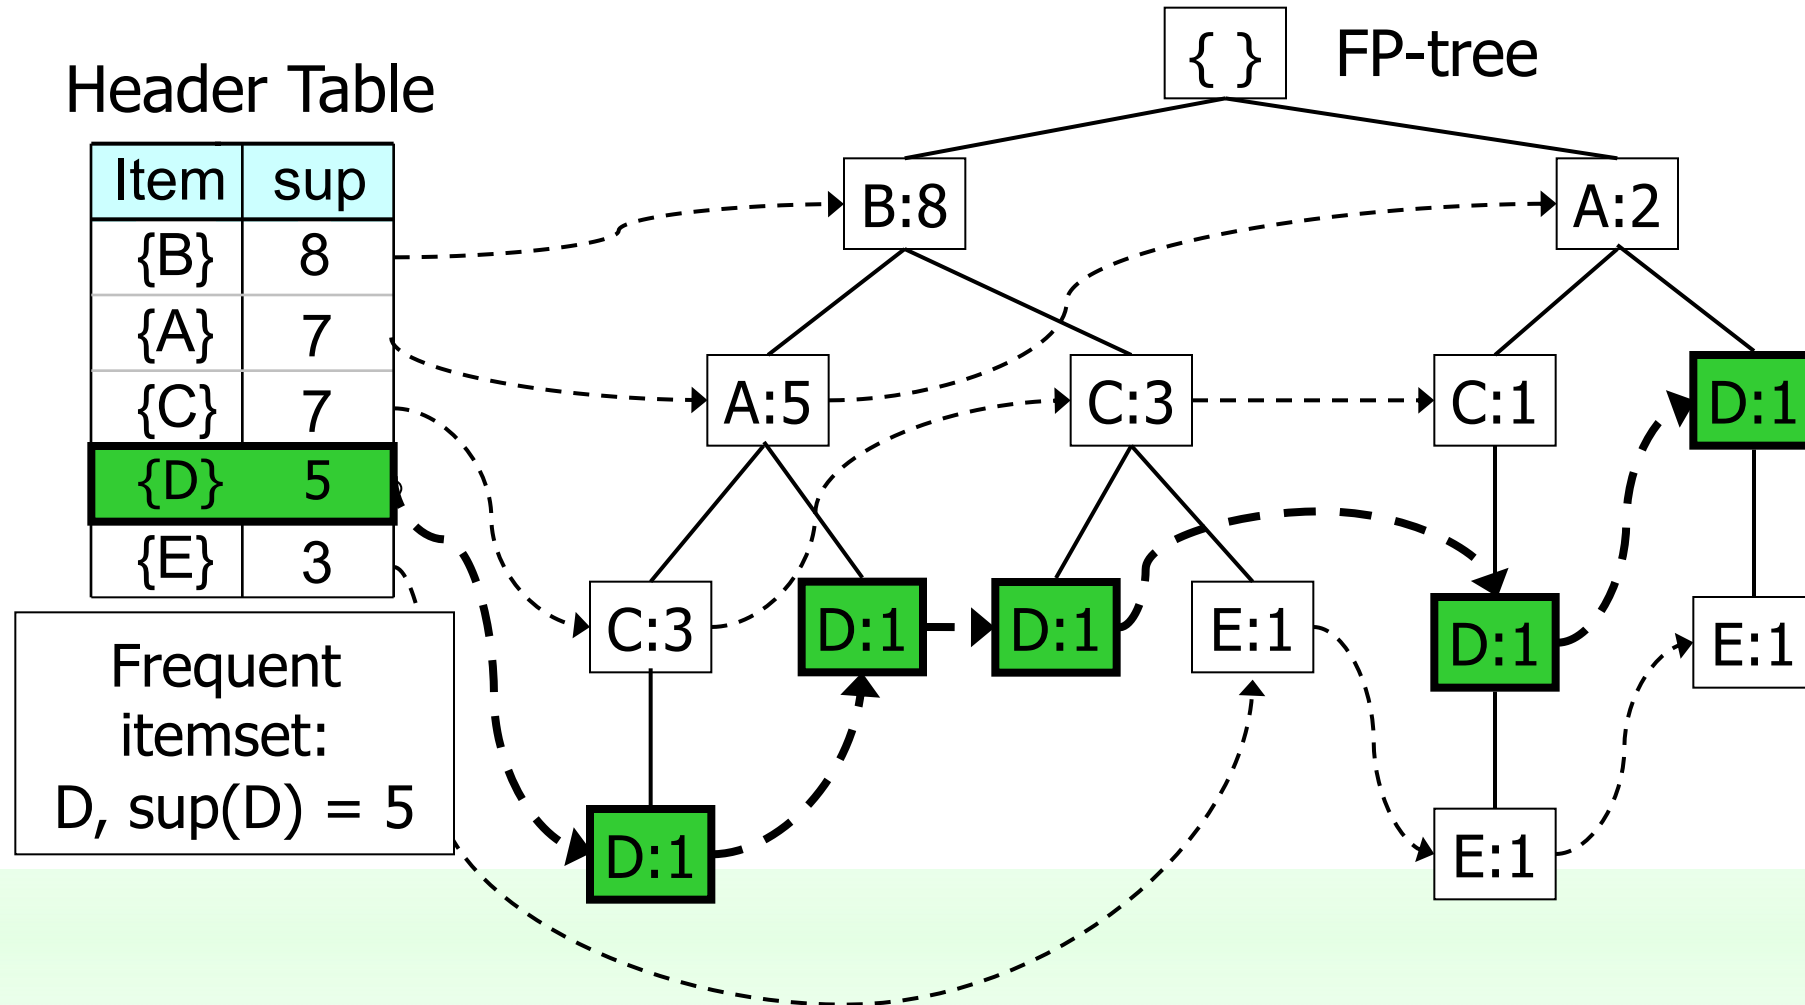 { } FP-tree
Header Table
Item sup
{B} 8
{A} 7
{C} 7
{D} 5
{E} 3
B:8 A:2
A:5 C:3 C:1 D:1
C:3 D:1 D:1 E:1 D:1 E:1
D:1 E:1
Frequent
itemset:
D, sup(D) = 5